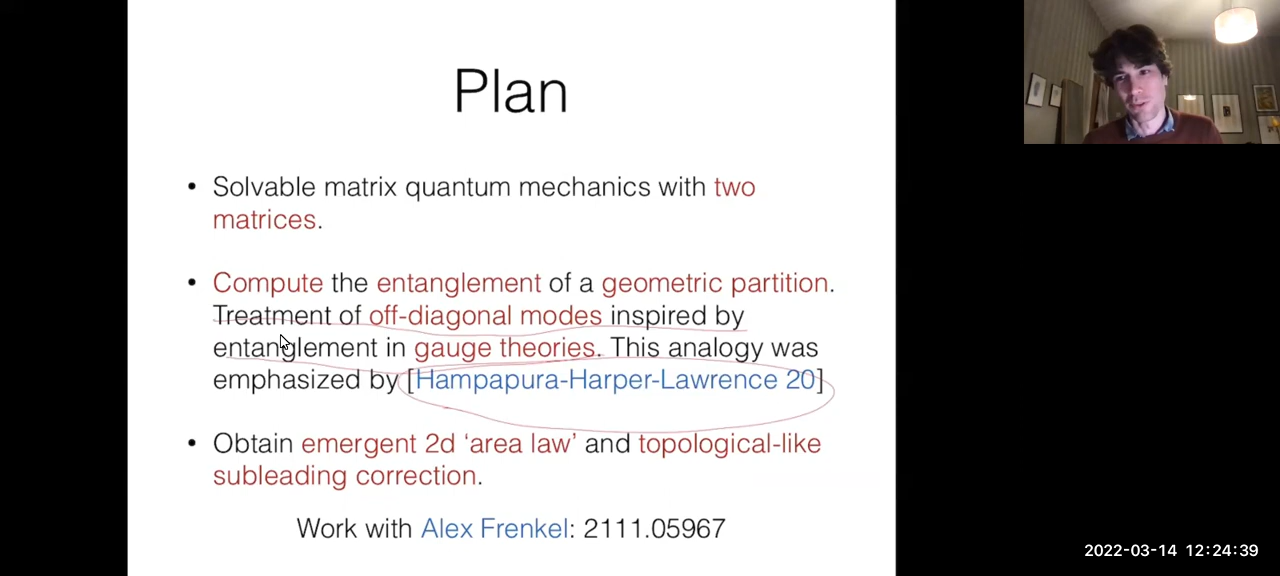 Plan
• Solvable matrix quantum mechanics with two
matrices.
• Compute the entanglement of a geometric partition.
Treatment of off-diagonal modes inspired by
entanglement in gauge theories. This analogy was
emphasized by [Hampapura-Harper-Lawrence 20]
• Obtain emergent 2d ‘area law’ and topological-like
subleading correction.
Work with Alex Frenkel: 2111.05967
2022-03-14 12:24:39